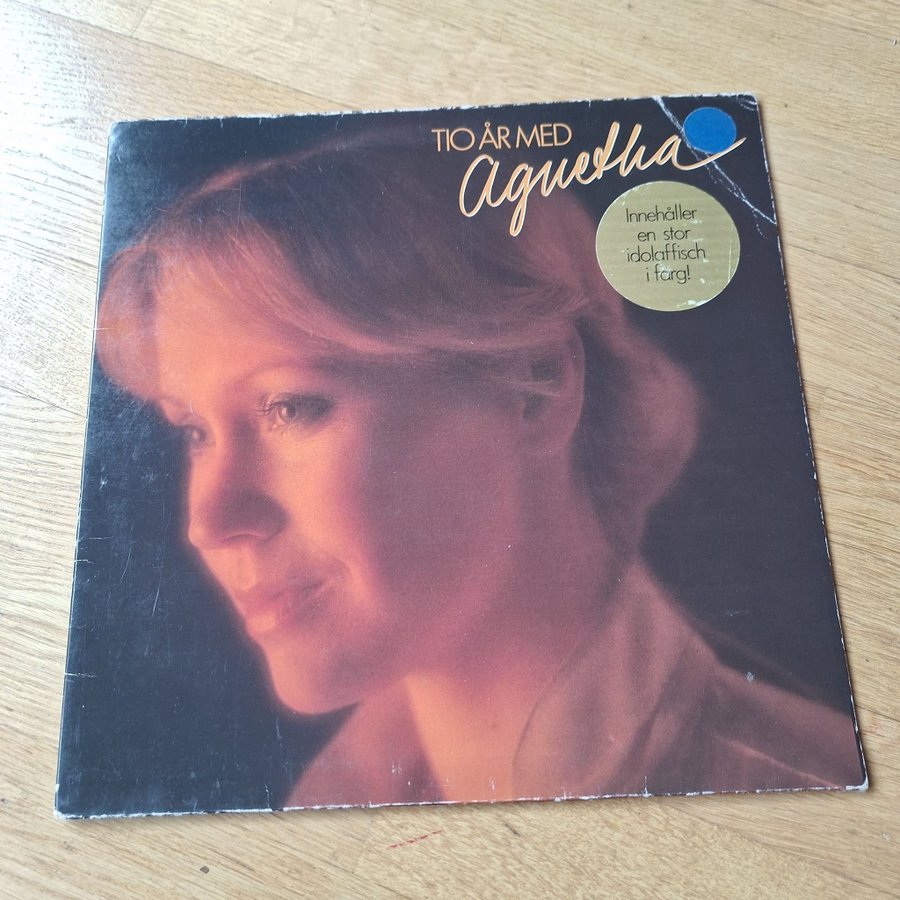 TIO ÅR MED
Agnetha
Innehåller
en stor
idolaffisch
i färg!